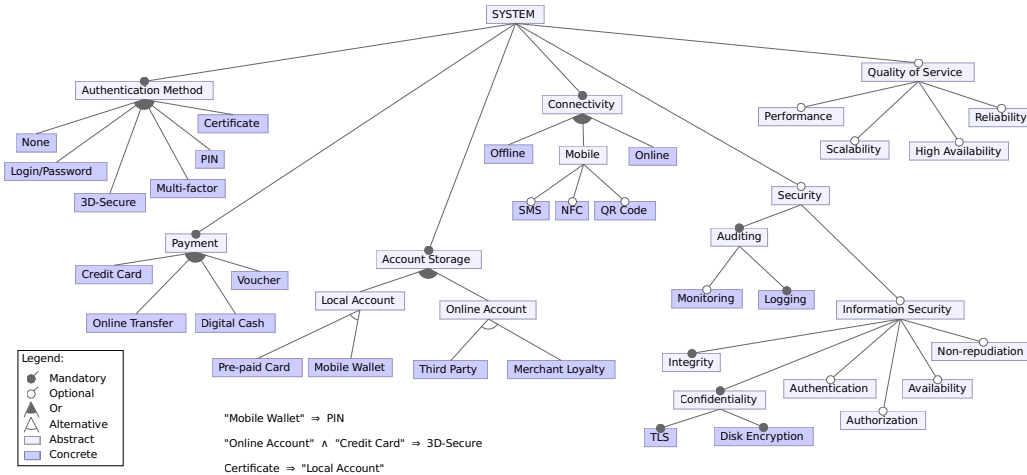 SYSTEM
Authentication Method
None
Login/Password
3D-Secure
Multi-factor
PIN
Certificate
Payment
Credit Card
Online Transfer
Digital Cash
Voucher
Account Storage
Local Account
Pre-paid Card
Mobile Wallet
Online Account
Third Party
Merchant Loyalty
Connectivity
Offline
Mobile
Online
SMS
NFC
QR Code
Security
Auditing
Monitoring
Logging
Information Security
Integrity
Confidentiality
TLS
Disk Encryption
Authentication
Authorization
Availability
Non-repudiation
Quality of Service
Performance
Scalability
High Availability
Reliability
Legend:
Mandatory
Optional
Or
Alternative
Abstract
Concrete
"Mobile Wallet" ⇒ PIN
"Online Account" ∧ "Credit Card" ⇒ 3D-Secure
Certificate ⇒ "Local Account"